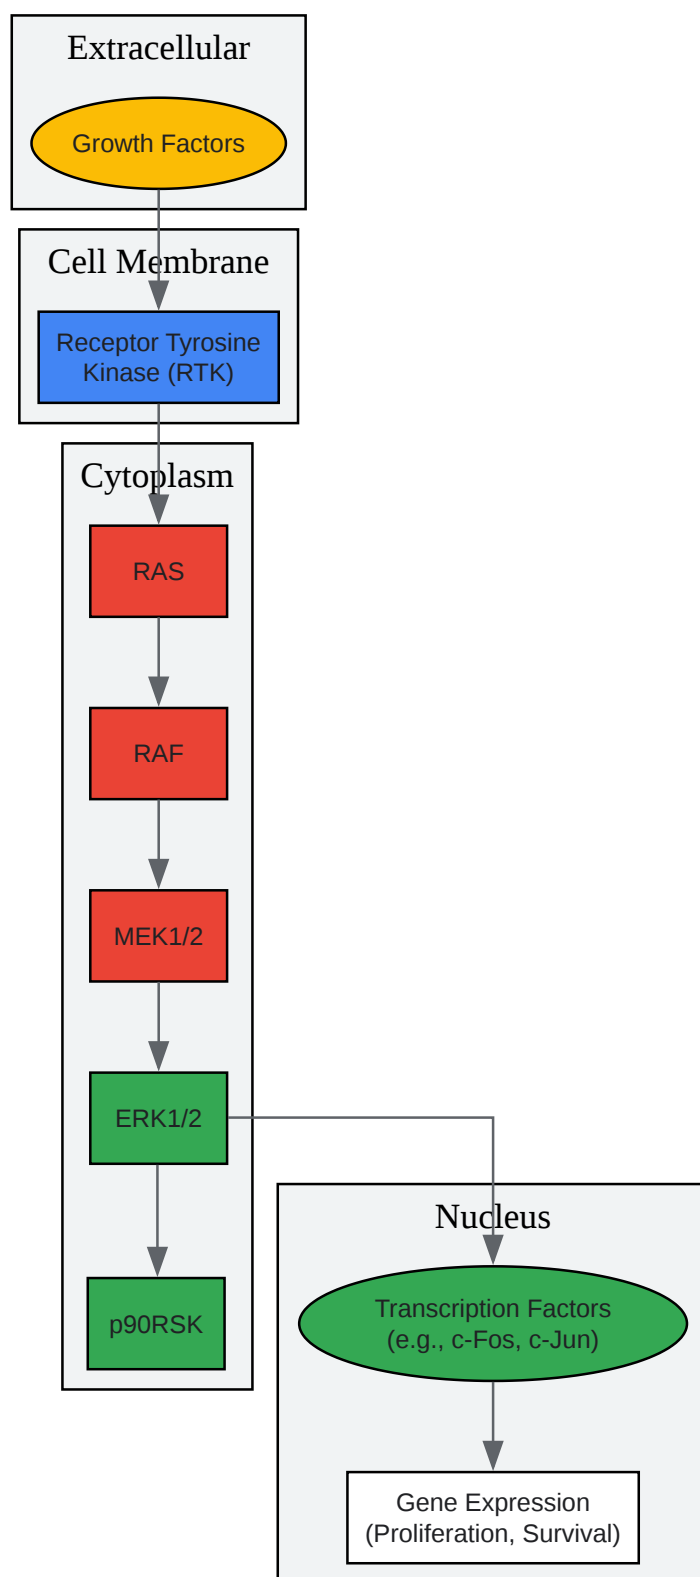 Extracellular
Growth Factors
Cell Membrane
Receptor Tyrosine
Kinase (RTK)
Cytoplasm
RAS
RAF
MEK1/2
ERK1/2
p90RSK
Nucleus
Transcription Factors
(e.g., c-Fos, c-Jun)
Gene Expression
(Proliferation, Survival)